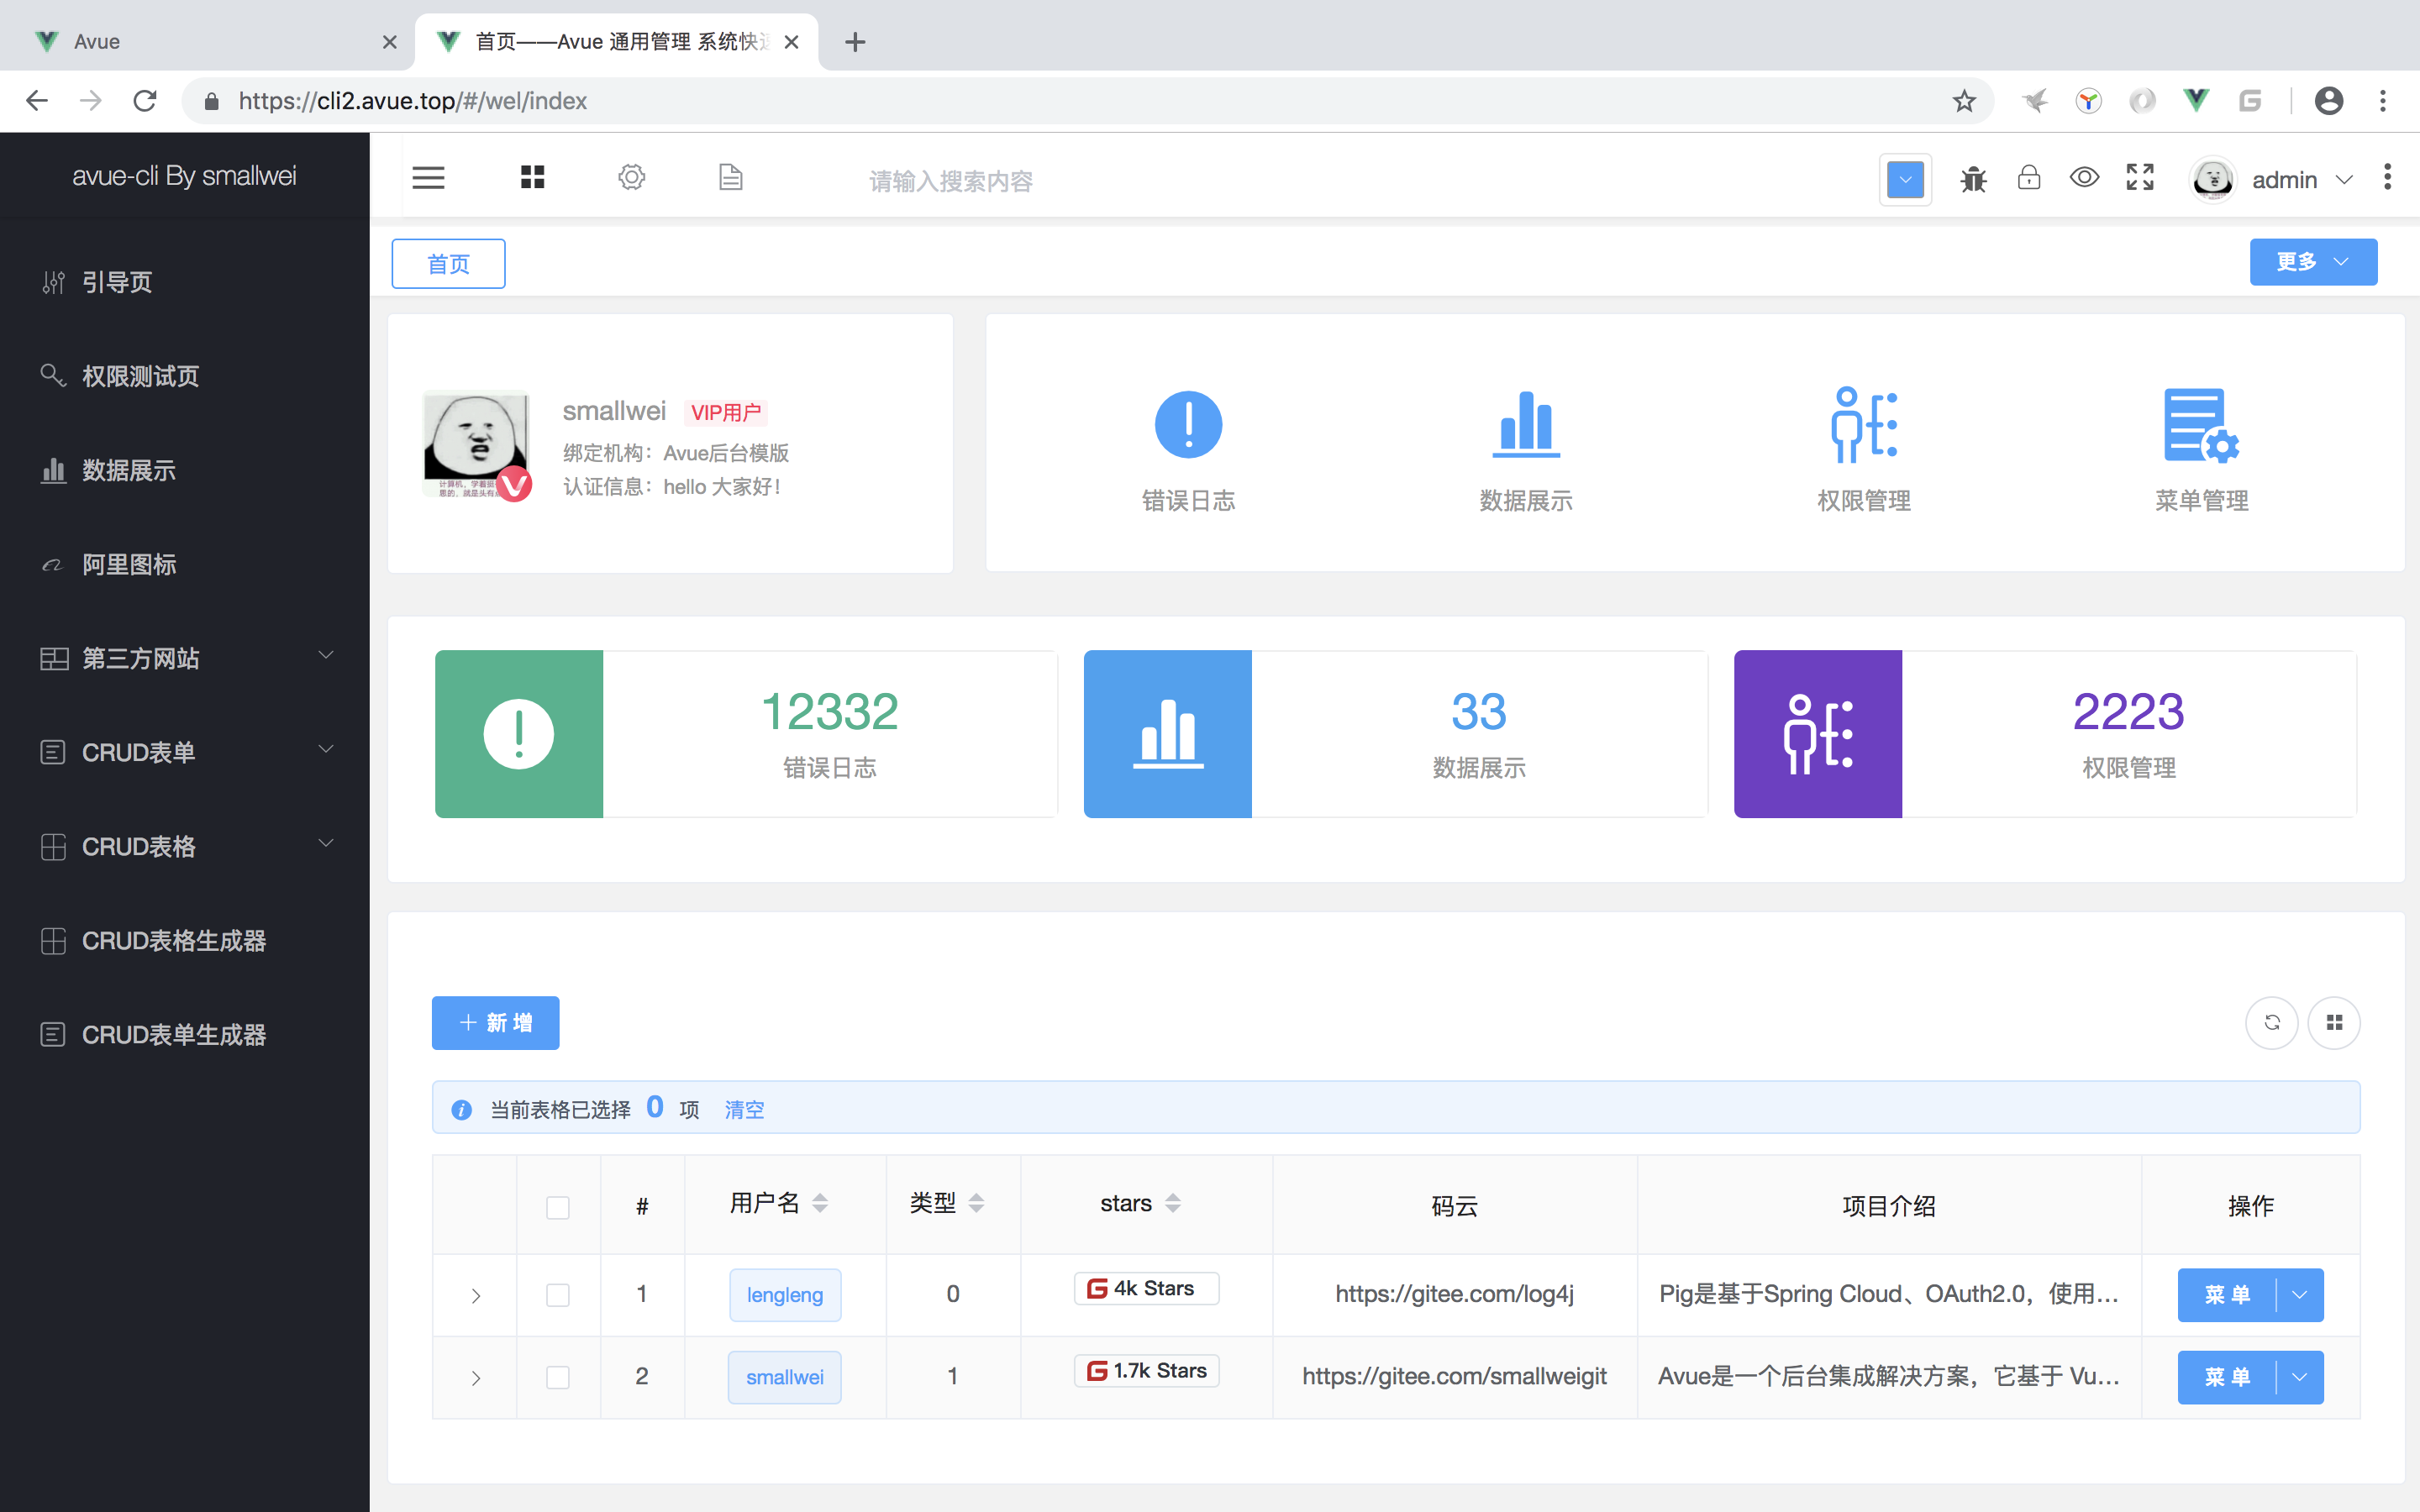 Avue
首页——Avue 通用管理 系统快
https://cli2.avue.top/#/wel/index
avue-cli By smallwei
请输入搜索内容
admin
引导页
权限测试页
数据展示
阿里图标
第三方网站
CRUD表单
CRUD表格
CRUD表格生成器
CRUD表单生成器
首页
更多
smallwei VIP用户
绑定机构：Avue后台模版
认证信息：hello 大家好！
错误日志
数据展示
权限管理
菜单管理
12332
错误日志
33
数据展示
2223
权限管理
新 增
当前表格已选择 0 项 清空
# 用户名 类型 stars 码云 项目介绍 操作
1 lengleng 0 4k Stars https://gitee.com/log4j Pig是基于Spring Cloud、OAuth2.0，使用... 菜 单
2 smallwei 1 1.7k Stars https://gitee.com/smallweigit Avue是一个后台集成解决方案，它基于 Vu... 菜 单